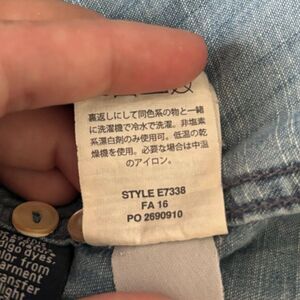 裏返しにして同色系の物と一緒
に洗濯機で冷水で洗濯。非塩素
系漂白剤のみ使用可。低温の乾
燥機を使用。必要な場合は中温
のアイロン。
STYLE E7338
FA 16
PO 2690910
dyes.
from